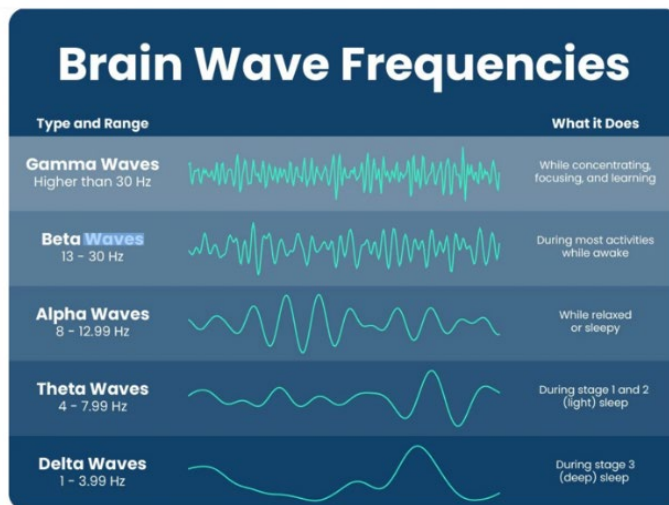 Brain Wave Frequencies
Type and Range
What it Does
Gamma Waves
Higher than 30 Hz
While concentrating,
focusing, and learning
Beta Waves
13 - 30 Hz
During most activities
while awake
Alpha Waves
8 - 12.99 Hz
While relaxed
or sleepy
Theta Waves
4 - 7.99 Hz
During stage 1 and 2
(light) sleep
Delta Waves
1 - 3.99 Hz
During stage 3
(deep) sleep